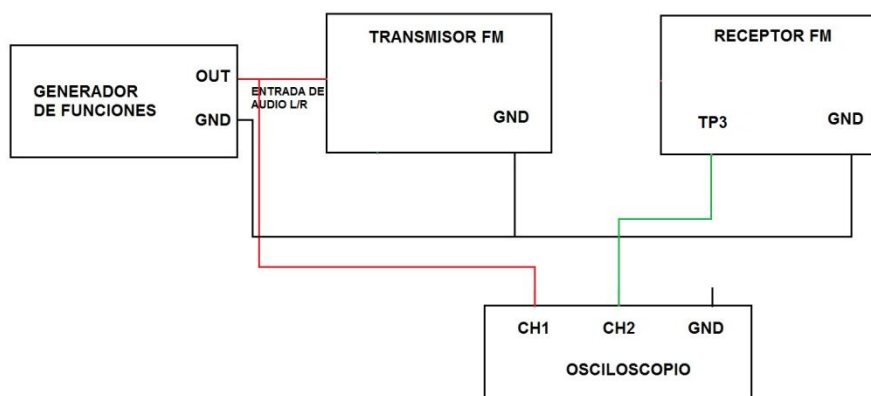 GENERADOR
DE FUNCIONES
OUT
GND
ENTRADA DE
AUDIO L/R
TRANSMISOR FM
GND
RECEPTOR FM
TP3
GND
CH1
CH2
GND
OSCILOSCOPIO